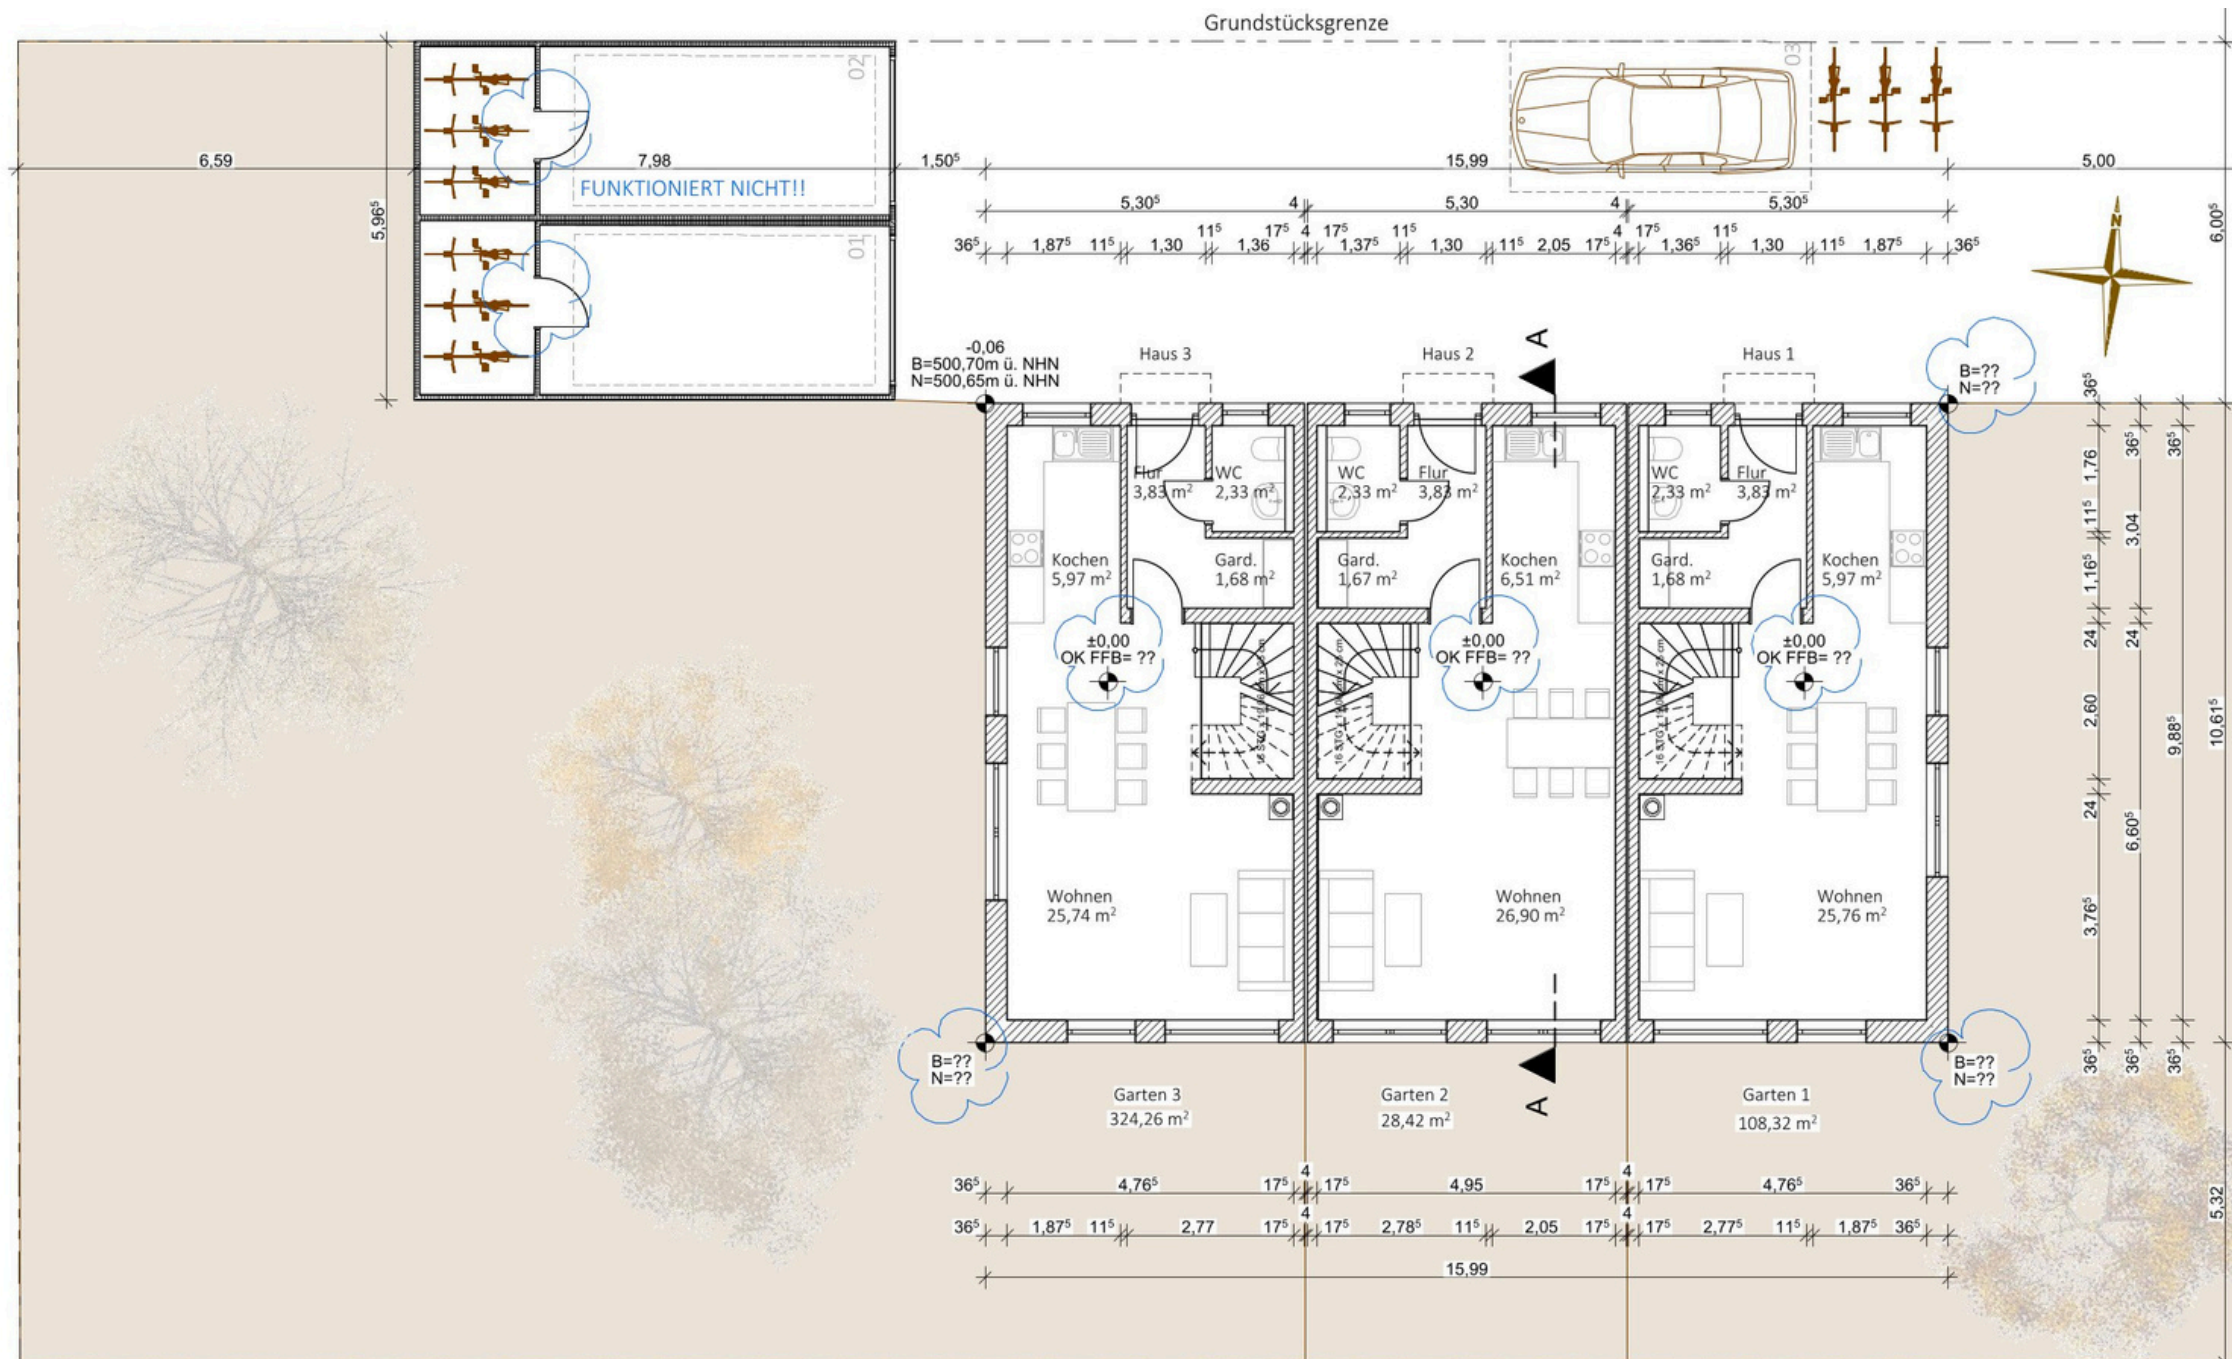 Grundstücksgrenze
02
03
6,59
7,98
1,50⁵
15,99
5,00
FUNKTIONIERT NICHT!!
5,96⁵
01
5,30⁵ 4 5,30 4 5,30⁵
6,00⁵
N
11⁵ 17⁵ 17⁵ 11⁵ 4 17⁵ 11⁵
36⁵ 1,87⁵ 11⁵ 1,30 1,36 4 1,37⁵ 1,30 11⁵ 2,05 17⁵ 1,36⁵ 1,30 11⁵ 1,87⁵ 36⁵
-0,06
B=500,70m ü. NHN
N=500,65m ü. NHN
Haus 3
Haus 2
A
Haus 1
B=??
N=??
Flur
3,83 m²
WC
2,33 m²
WC
2,33 m²
Flur
3,83 m²
WC
2,33 m²
Flur
3,83 m²
Kochen
5,97 m²
Gard.
1,68 m²
Gard.
1,67 m²
Kochen
6,51 m²
Gard.
1,68 m²
Kochen
5,97 m²
±0,00
OK FFB= ??
±0,00
OK FFB= ??
±0,00
OK FFB= ??
36⁵
1,76
11⁵
1,16⁵
24
2,60
24
3,76⁵
36⁵
36⁵
3,04
24
6,60⁵
36⁵
36⁵
9,88⁵
36⁵
10,61⁵
5,32
Wohnen
25,74 m²
Wohnen
26,90 m²
Wohnen
25,76 m²
B=??
N=??
B=??
N=??
Garten 3
324,26 m²
Garten 2
28,42 m²
A
Garten 1
108,32 m²
4 4
36⁵ 4,76⁵ 17⁵ 17⁵ 4,95 17⁵ 17⁵ 4,76⁵ 36⁵
4 4
36⁵ 1,87⁵ 11⁵ 2,77 17⁵ 17⁵ 2,78⁵ 11⁵ 2,05 17⁵ 17⁵ 2,77⁵ 11⁵ 1,87⁵ 36⁵
15,99